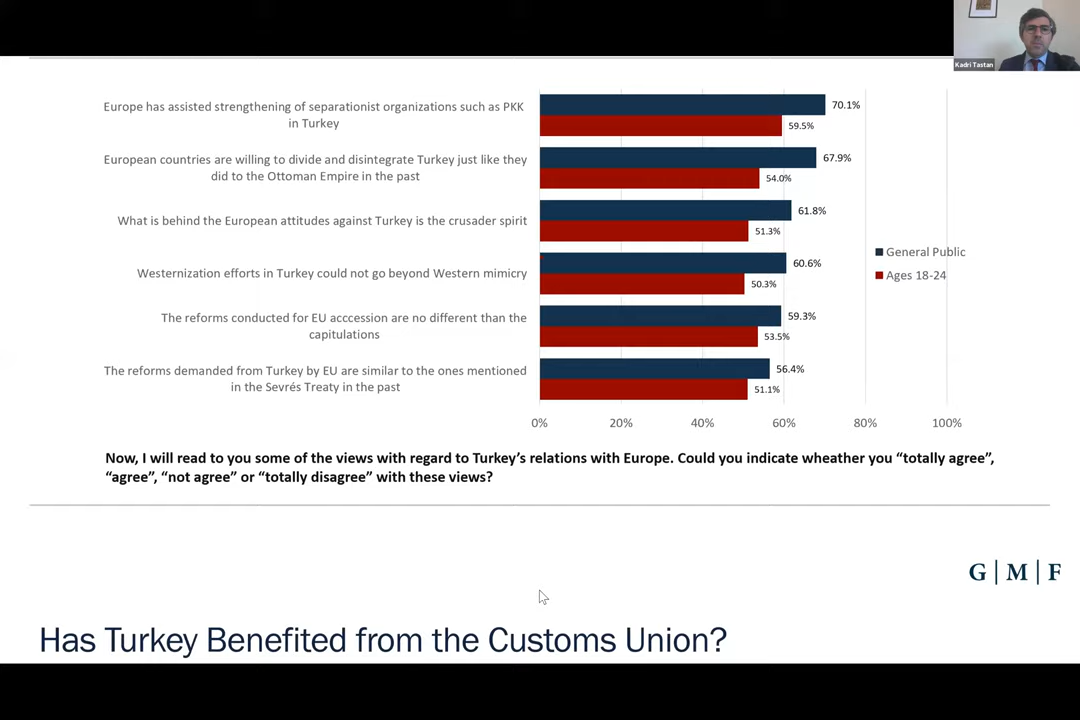 Kadri Tastan
Europe has assisted strengthening of separationist organizations such as PKK
in Turkey
70.1%
59.5%
European countries are willing to divide and disintegrate Turkey just like they
did to the Ottoman Empire in the past
67.9%
54.0%
What is behind the European attitudes against Turkey is the crusader spirit
61.8%
51.3%
Westernization efforts in Turkey could not go beyond Western mimicry
60.6%
50.3%
The reforms conducted for EU acccession are no different than the
capitulations
59.3%
53.5%
The reforms demanded from Turkey by EU are similar to the ones mentioned
in the Sevrés Treaty in the past
56.4%
51.1%
General Public
Ages 18-24
0% 20% 40% 60% 80% 100%
Now, I will read to you some of the views with regard to Turkey’s relations with Europe. Could you indicate wheather you “totally agree”,
“agree”, “not agree” or “totally disagree” with these views?
G | M | F
Has Turkey Benefited from the Customs Union?